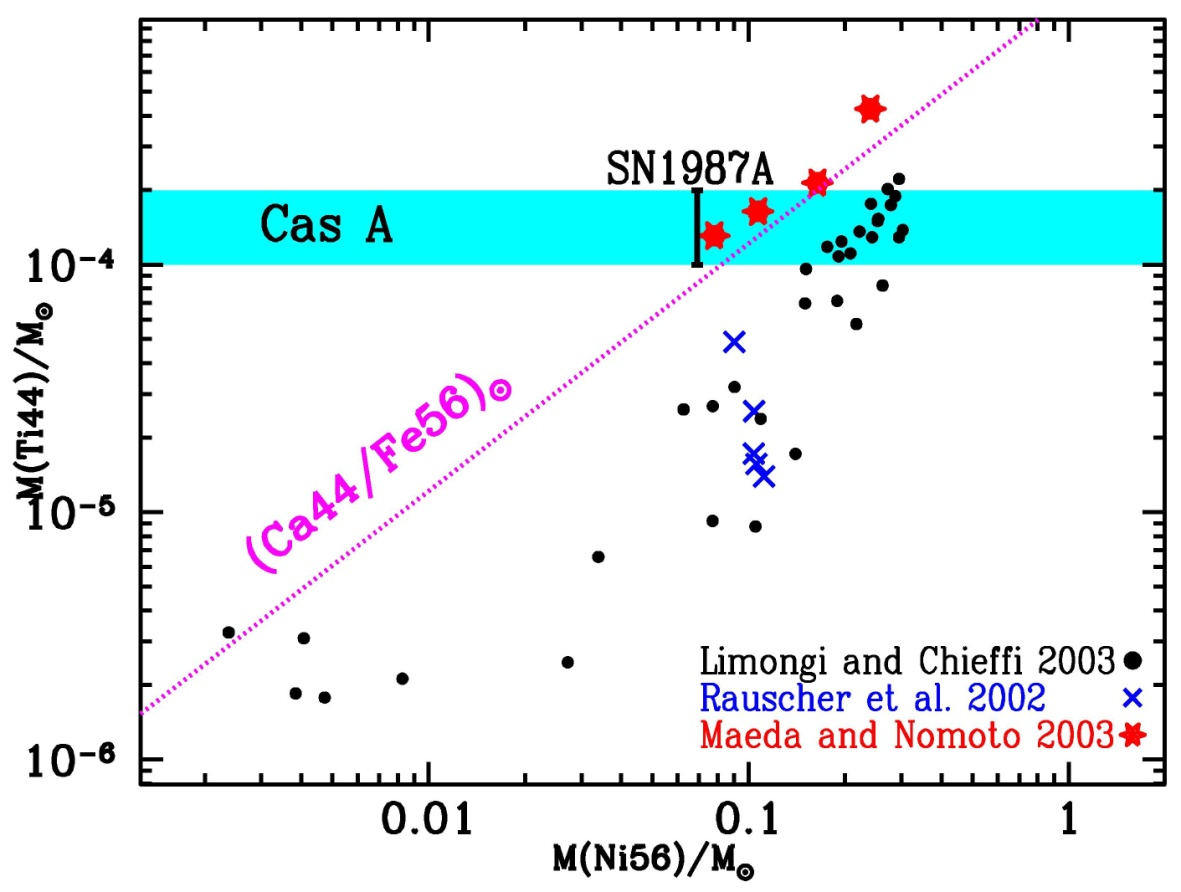 SN1987A
Cas A
10⁻⁴
M(Ti44)/M⊙
(Ca44/Fe56)⊙
10⁻⁵
Limongi and Chieffi 2003
Rauscher et al. 2002
Maeda and Nomoto 2003
10⁻⁶
0.01 0.1 1
M(Ni56)/M⊙